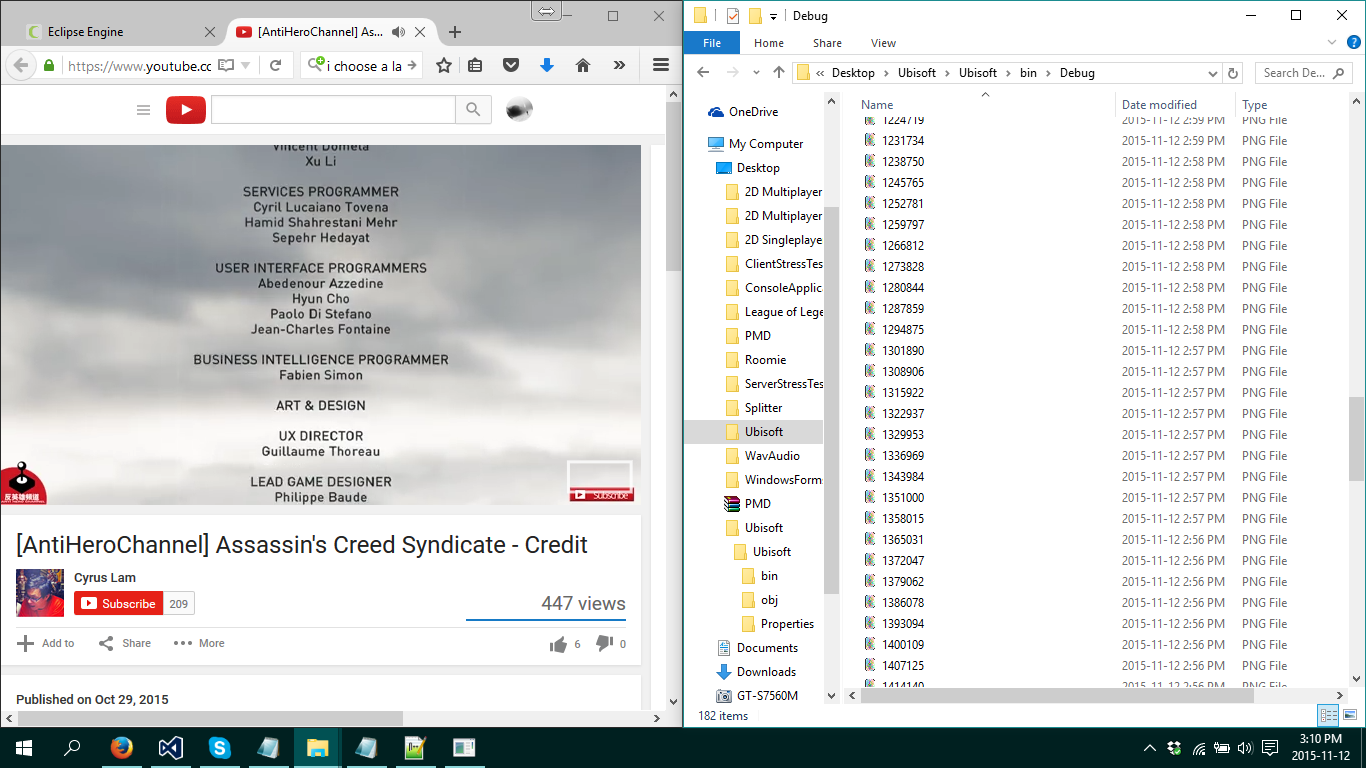 Eclipse Engine
[AntiHeroChannel] As...
https://www.youtube.cc
i choose a la
Vincent Dometa
Xu Li
SERVICES PROGRAMMER
Cyril Lucaiano Tovena
Hamid Shahrestani Mehr
Sepehr Hedayat
USER INTERFACE PROGRAMMERS
Abedenour Azzedine
Hyun Cho
Paolo Di Stefano
Jean-Charles Fontaine
BUSINESS INTELLIGENCE PROGRAMMER
Fabien Simon
ART & DESIGN
UX DIRECTOR
Guillaume Thoreau
LEAD GAME DESIGNER
Philippe Baude
反英雄頻道
Subscribe
[AntiHeroChannel] Assassin's Creed Syndicate - Credit
Cyrus Lam
Subscribe 209
447 views
Add to Share More 6 0
Published on Oct 29, 2015
Debug
File Home Share View
« Desktop Ubisoft Ubisoft bin Debug
Search De...
OneDrive
My Computer
Desktop
2D Multiplayer
2D Multiplayer
2D Singleplaye
ClientStressTes
ConsoleApplic
League of Lege
PMD
Roomie
ServerStressTes
Splitter
Ubisoft
WavAudio
WindowsForm
PMD
Ubisoft
Ubisoft
bin
obj
Properties
Documents
Downloads
GT-S7560M
Name Date modified Type
1224719 2015-11-12 2:59 PM PNG File
1231734 2015-11-12 2:59 PM PNG File
1238750 2015-11-12 2:58 PM PNG File
1245765 2015-11-12 2:58 PM PNG File
1252781 2015-11-12 2:58 PM PNG File
1259797 2015-11-12 2:58 PM PNG File
1266812 2015-11-12 2:58 PM PNG File
1273828 2015-11-12 2:58 PM PNG File
1280844 2015-11-12 2:58 PM PNG File
1287859 2015-11-12 2:58 PM PNG File
1294875 2015-11-12 2:58 PM PNG File
1301890 2015-11-12 2:57 PM PNG File
1308906 2015-11-12 2:57 PM PNG File
1315922 2015-11-12 2:57 PM PNG File
1322937 2015-11-12 2:57 PM PNG File
1329953 2015-11-12 2:57 PM PNG File
1336969 2015-11-12 2:57 PM PNG File
1343984 2015-11-12 2:57 PM PNG File
1351000 2015-11-12 2:57 PM PNG File
1358015 2015-11-12 2:57 PM PNG File
1365031 2015-11-12 2:56 PM PNG File
1372047 2015-11-12 2:56 PM PNG File
1379062 2015-11-12 2:56 PM PNG File
1386078 2015-11-12 2:56 PM PNG File
1393094 2015-11-12 2:56 PM PNG File
1400109 2015-11-12 2:56 PM PNG File
1407125 2015-11-12 2:56 PM PNG File
1414140 2015-11-12 2:56 PM PNG File
182 items
3:10 PM
2015-11-12